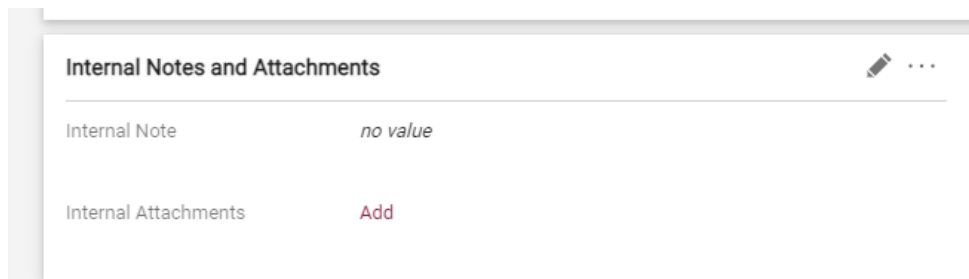 Internal Notes and Attachments
Internal Note no value
Internal Attachments Add